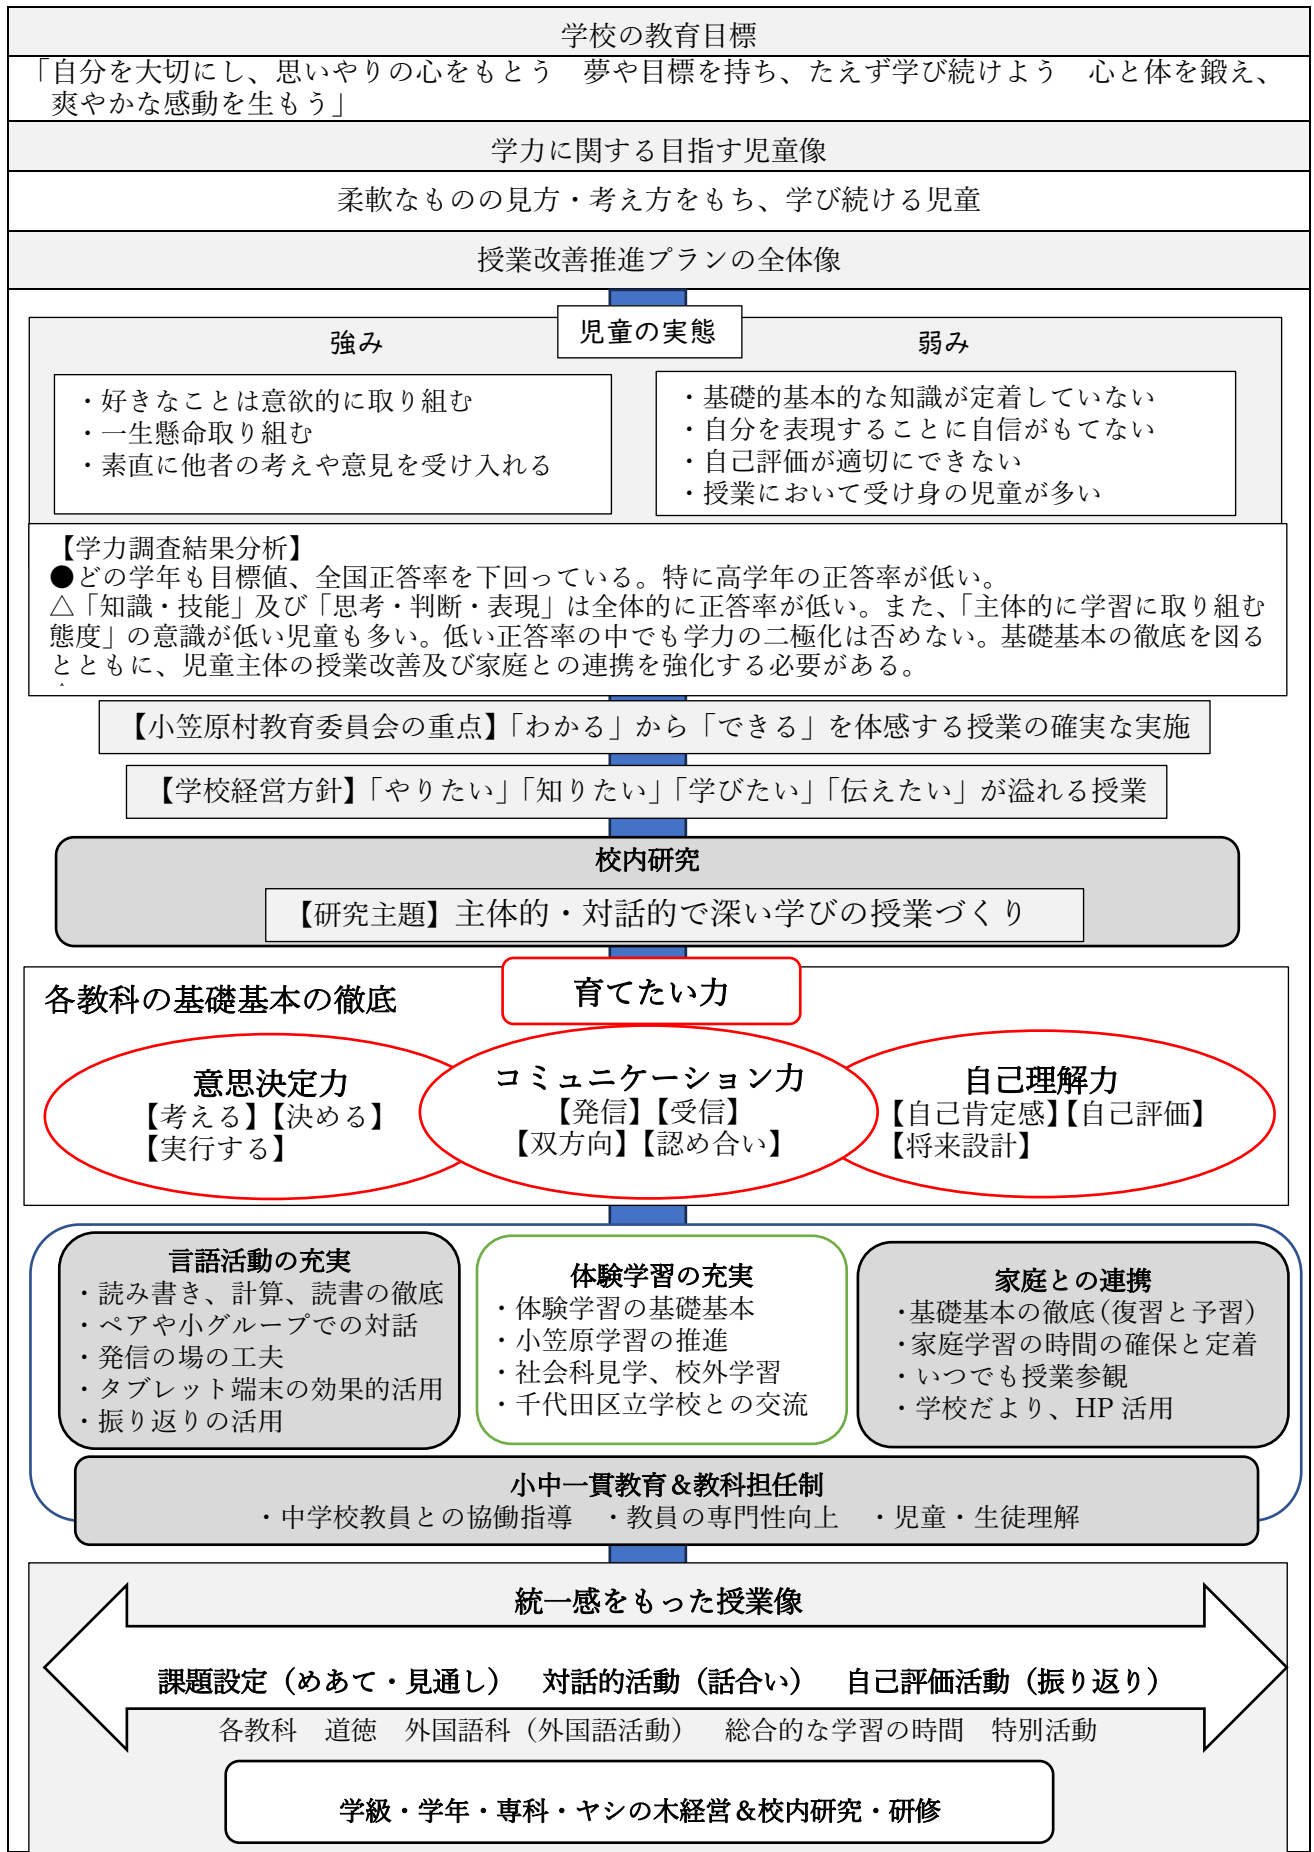 学校の教育目標
「自分を大切にし、思いやりの心をもとう　夢や目標を持ち、たえず学び続けよう　心と体を鍛え、
爽やかな感動を生もう」
学力に関する目指す児童像
柔軟なものの見方・考え方をもち、学び続ける児童
授業改善推進プランの全体像
児童の実態
強み
・好きなことは意欲的に取り組む
・一生懸命取り組む
・素直に他者の考えや意見を受け入れる
弱み
・基礎的基本的な知識が定着していない
・自分を表現することに自信がもてない
・自己評価が適切にできない
・授業において受け身の児童が多い
【学力調査結果分析】
●どの学年も目標値、全国正答率を下回っている。特に高学年の正答率が低い。
△「知識・技能」及び「思考・判断・表現」は全体的に正答率が低い。また、「主体的に学習に取り組む
態度」の意識が低い児童も多い。低い正答率の中でも学力の二極化は否めない。基礎基本の徹底を図る
とともに、児童主体の授業改善及び家庭との連携を強化する必要がある。
【小笠原村教育委員会の重点】「わかる」から「できる」を体感する授業の確実な実施
【学校経営方針】「やりたい」「知りたい」「学びたい」「伝えたい」が溢れる授業
校内研究
【研究主題】主体的・対話的で深い学びの授業づくり
育てたい力
各教科の基礎基本の徹底
意思決定力
【考える】【決める】
【実行する】
コミュニケーション力
【発信】【受信】
【双方向】【認め合い】
自己理解力
【自己肯定感】【自己評価】
【将来設計】
言語活動の充実
・読み書き、計算、読書の徹底
・ペアや小グループでの対話
・発信の場の工夫
・タブレット端末の効果的活用
・振り返りの活用
体験学習の充実
・体験学習の基礎基本
・小笠原学習の推進
・社会科見学、校外学習
・千代田区立学校との交流
家庭との連携
・基礎基本の徹底（復習と予習）
・家庭学習の時間の確保と定着
・いつでも授業参観
・学校だより、HP 活用
小中一貫教育＆教科担任制
・中学校教員との協働指導　・教員の専門性向上　・児童・生徒理解
統一感をもった授業像
課題設定（めあて・見通し）　対話的活動（話合い）　自己評価活動（振り返り）
各教科　道徳　外国語科（外国語活動）　総合的な学習の時間　特別活動
学級・学年・専科・ヤシの木経営＆校内研究・研修